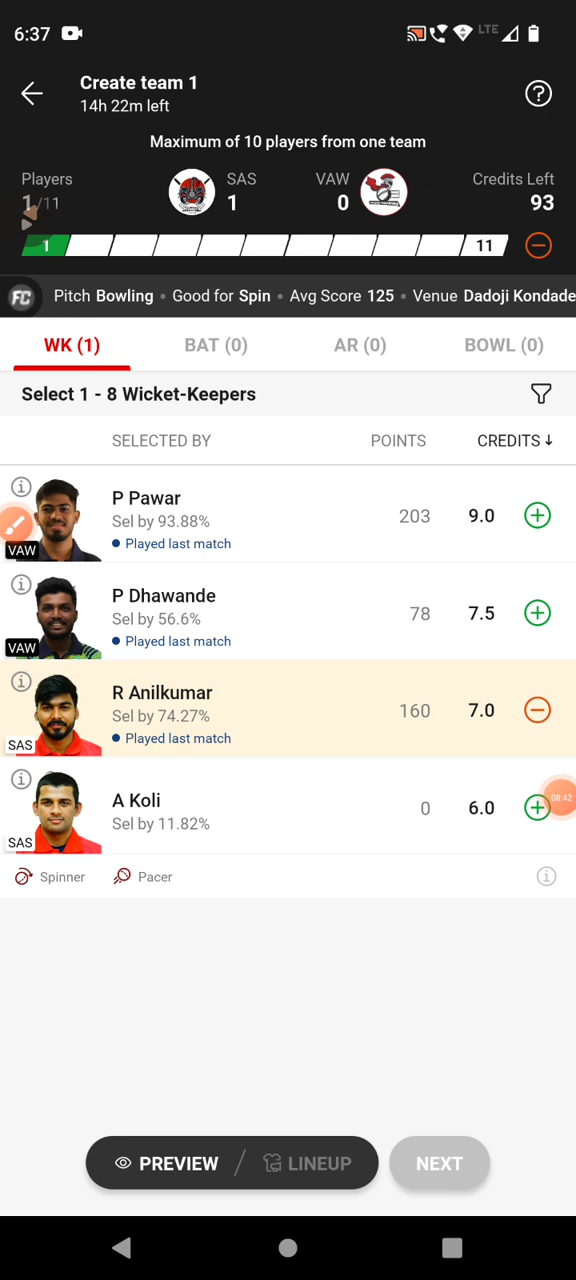 6:37
LTE
Create team 1
14h 22m left
Maximum of 10 players from one team
Players
1/11
SAS
1
VAW
0
Credits Left
93
1
11
FC
Pitch Bowling • Good for Spin • Avg Score 125 • Venue Dadoji Kondade
WK (1)
BAT (0)
AR (0)
BOWL (0)
Select 1 - 8 Wicket-Keepers
SELECTED BY
POINTS
CREDITS ↓
P Pawar
Sel by 93.88%
Played last match
VAW
203
9.0
P Dhawande
Sel by 56.6%
Played last match
VAW
78
7.5
R Anilkumar
Sel by 74.27%
Played last match
SAS
160
7.0
A Koli
Sel by 11.82%
SAS
0
6.0
08:42
Spinner
Pacer
PREVIEW / LINEUP
NEXT